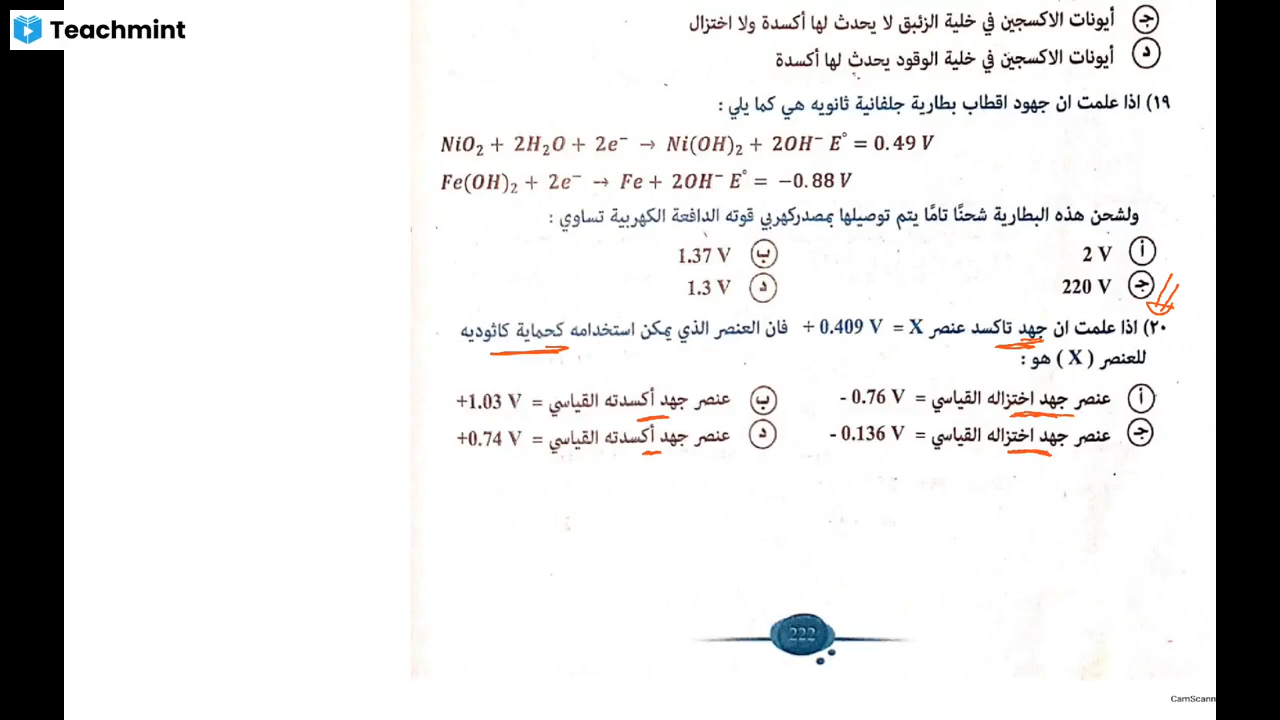 Teachmint
ج أيونات الاكسجين في خلية الزئبق لا يحدث لها أكسدة ولا اختزال
د أيونات الاكسجين في خلية الوقود يحدث لها أكسدة
١٩) اذا علمت ان جهود اقطاب بطارية جلفانية ثانويه هي كما يلي :
NiO₂ + 2H₂O + 2e⁻ → Ni(OH)₂ + 2OH⁻ E° = 0.49 V
Fe(OH)₂ + 2e⁻ → Fe + 2OH⁻ E° = −0.88 V
ولشحن هذه البطارية شحنًا تامًا يتم توصيلها بمصدركهربي قوته الدافعة الكهربية تساوي :
أ 2 V ب 1.37 V
ج 220 V د 1.3 V
٢٠) اذا علمت ان جهد تاكسد عنصر X = 0.409 V + فان العنصر الذي يمكن استخدامه كحماية كاثوديه
للعنصر ( X ) هو :
أ عنصر جهد اختزاله القياسي = 0.76 V - ب عنصر جهد أكسدته القياسي = +1.03 V
ج عنصر جهد اختزاله القياسي = 0.136 V - د عنصر جهد أكسدته القياسي = +0.74 V
222
CamScann